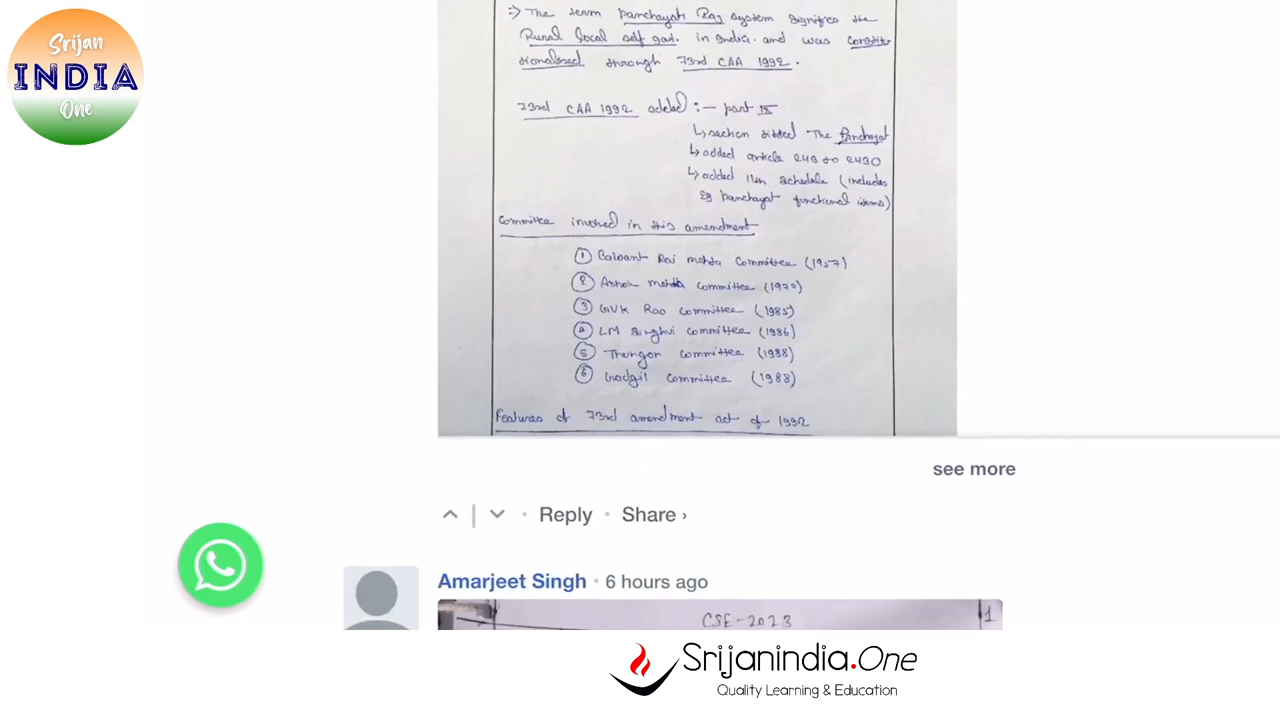 Srijan
INDIA
One
:⇒ The term Panchayati Raj system signifies the
Rural local self govt. in India and was constitu-
tionalised through 73rd CAA 1992.
73rd CAA 1992 added :— part IX
↳ section titled The Panchayat
↳ added article 243 to 243O
↳ added 11th schedule (includes
29 Panchayat functional items)
Committee involved in this amendment
① Balwant Rai Mehta Committee (1957)
② Ashok Mehta committee
③ GVK Rao committee (1985)
④ LM Singhvi committee (1986)
⑤ Thungon committee (1988)
⑥ Gadgil committee (1988)
Features of 73rd amendment act of 1992
see more
Reply · Share ›
Amarjeet Singh · 6 hours ago
CSE-2023
1
Srijanindia.One
Quality Learning & Education